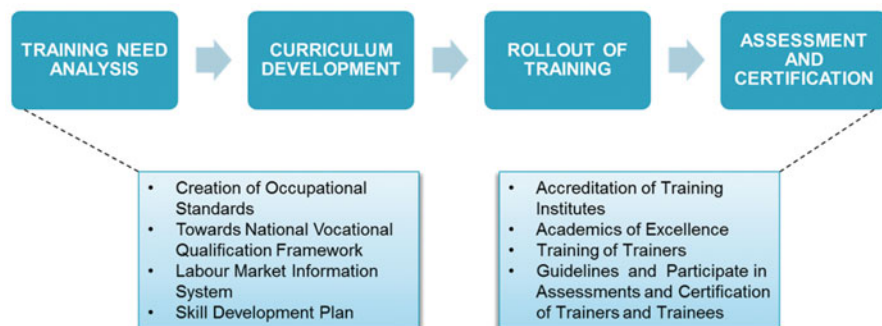 TRAINING NEED
ANALYSIS
CURRICULUM
DEVELOPMENT
ROLLOUT OF
TRAINING
ASSESSMENT
AND
CERTIFICATION
• Creation of Occupational
Standards
• Towards National Vocational
Qualification Framework
• Labour Market Information
System
• Skill Development Plan
• Accreditation of Training
Institutes
• Academics of Excellence
• Training of Trainers
• Guidelines and Participate in
Assessments and Certification
of Trainers and Trainees